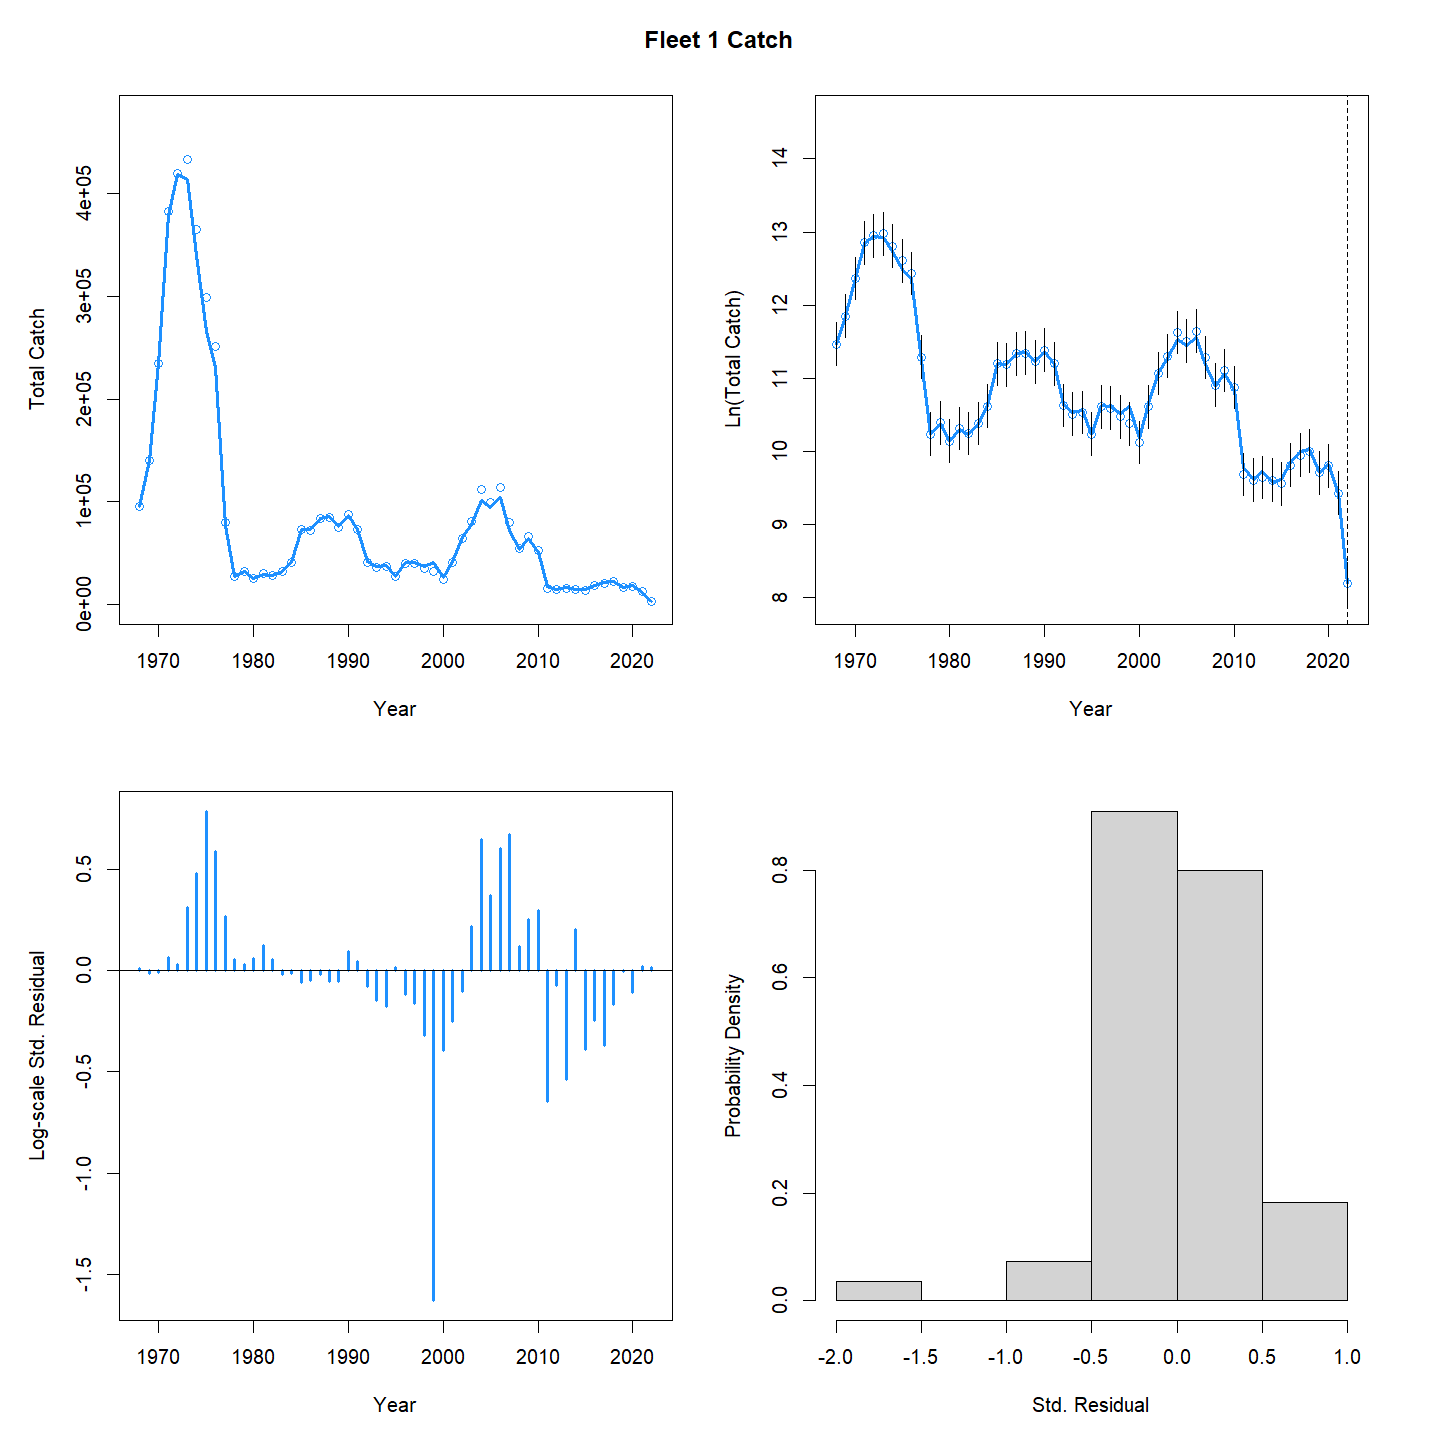 Fleet 1 Catch
Total Catch
4e+05
3e+05
2e+05
1e+05
0e+00
1970 1980 1990 2000 2010 2020
Year
Ln(Total Catch)
14
13
12
11
10
9
8
1970 1980 1990 2000 2010 2020
Year
Log-scale Std. Residual
0.5
0.0
-0.5
-1.0
-1.5
1970 1980 1990 2000 2010 2020
Year
Probability Density
0.8
0.6
0.4
0.2
0.0
-2.0 -1.5 -1.0 -0.5 0.0 0.5 1.0
Std. Residual